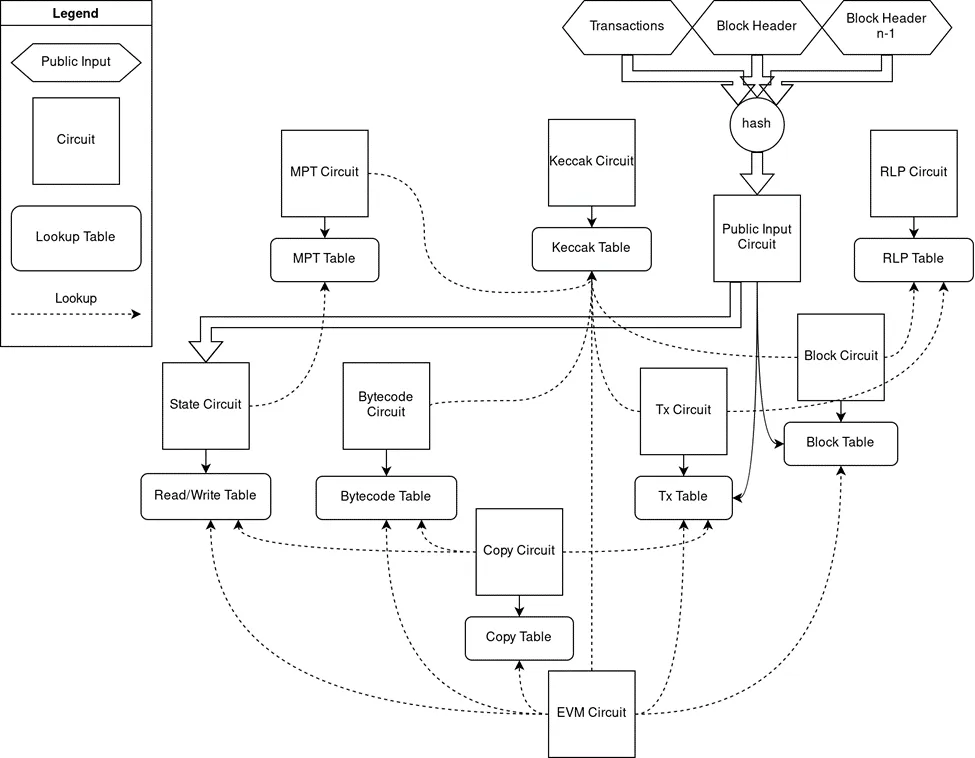 Legend
Public Input
Circuit
Lookup Table
Lookup
Transactions
Block Header
Block Header
n-1
hash
MPT Circuit
Keccak Circuit
RLP Circuit
Public Input
Circuit
MPT Table
Keccak Table
RLP Table
Block Circuit
State Circuit
Bytecode
Circuit
Tx Circuit
Block Table
Read/Write Table
Bytecode Table
Tx Table
Copy Circuit
Copy Table
EVM Circuit